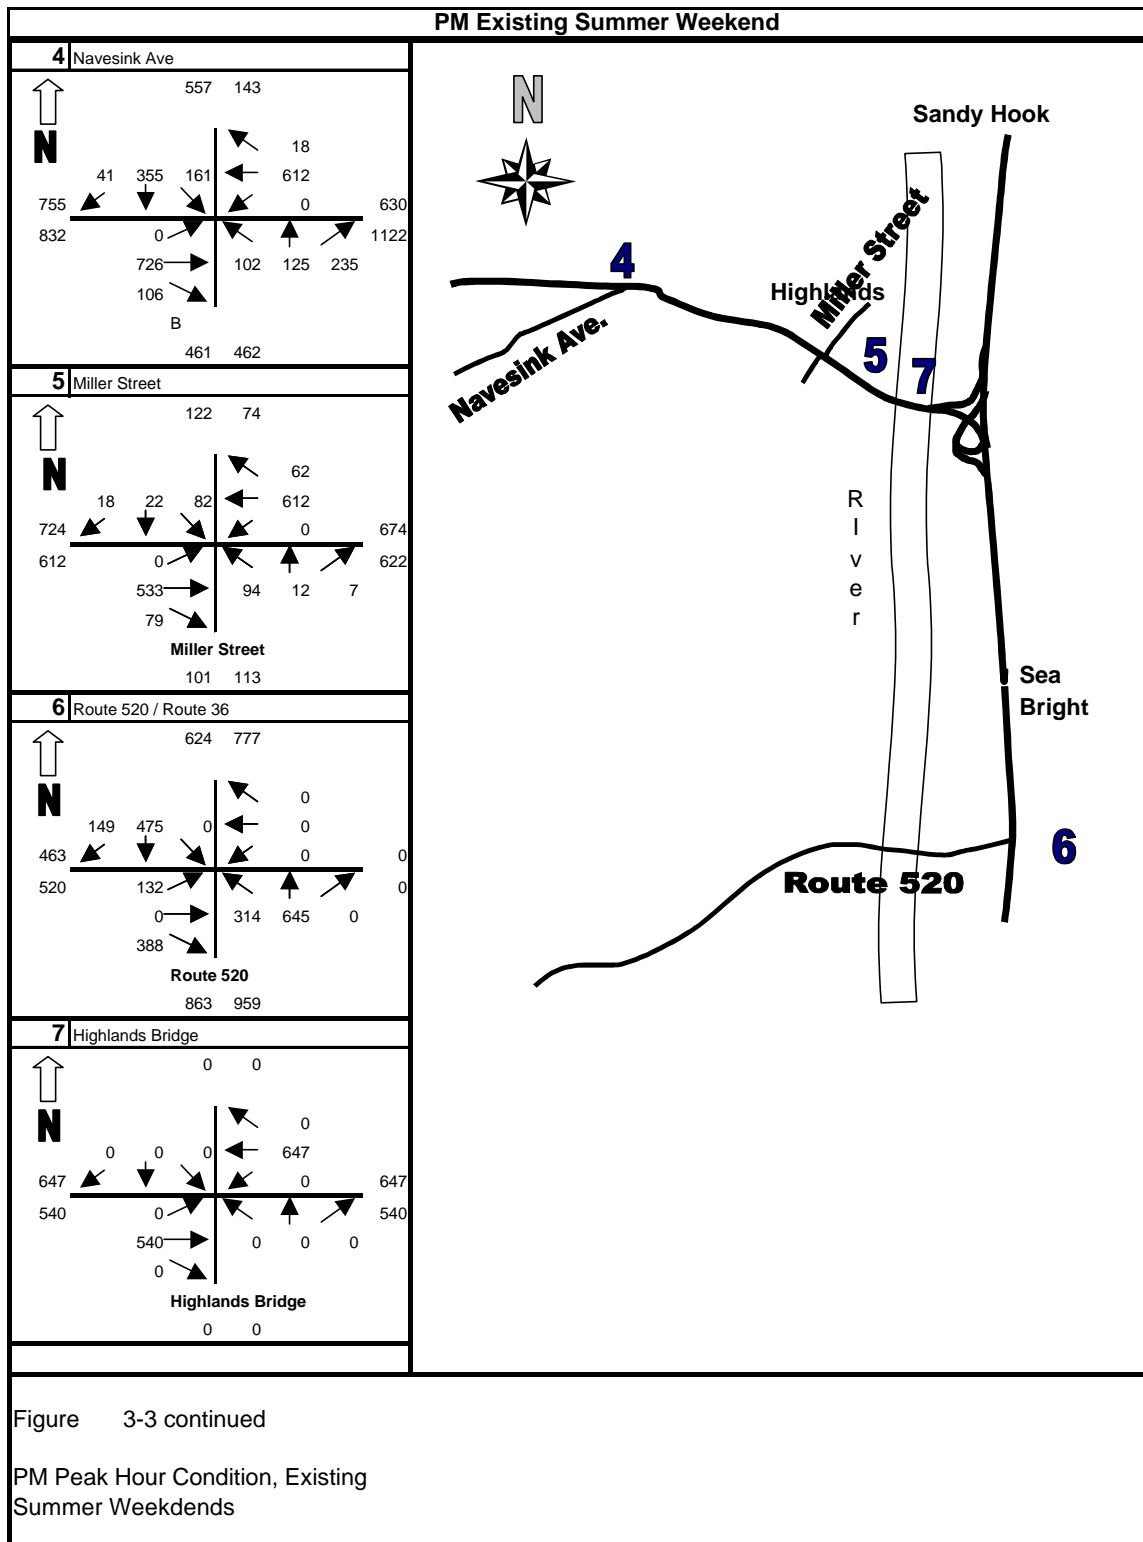 PM Existing Summer Weekend
4 Navesink Ave
557 143
N
18
41 355 161 612
755 0 630
832 0 1122
726 102 125 235
106
B
461 462
5 Miller Street
122 74
N
62
18 22 82 612
724 0 674
612 0 622
533 94 12 7
79
Miller Street
101 113
6 Route 520 / Route 36
624 777
N
0
149 475 0 0
463 0 0
520 132 0
0 314 645 0
388
Route 520
863 959
7 Highlands Bridge
0 0
N
0
0 0 0 647
647 0 647
540 0 540
540 0 0 0
0
Highlands Bridge
0 0
N
Sandy Hook
Miller Street
4
Highlands
Navesink Ave.
5
7
R
I
v
e
r
Sea
Bright
6
Route 520
Figure 3-3 continued
PM Peak Hour Condition, Existing
Summer Weekdends